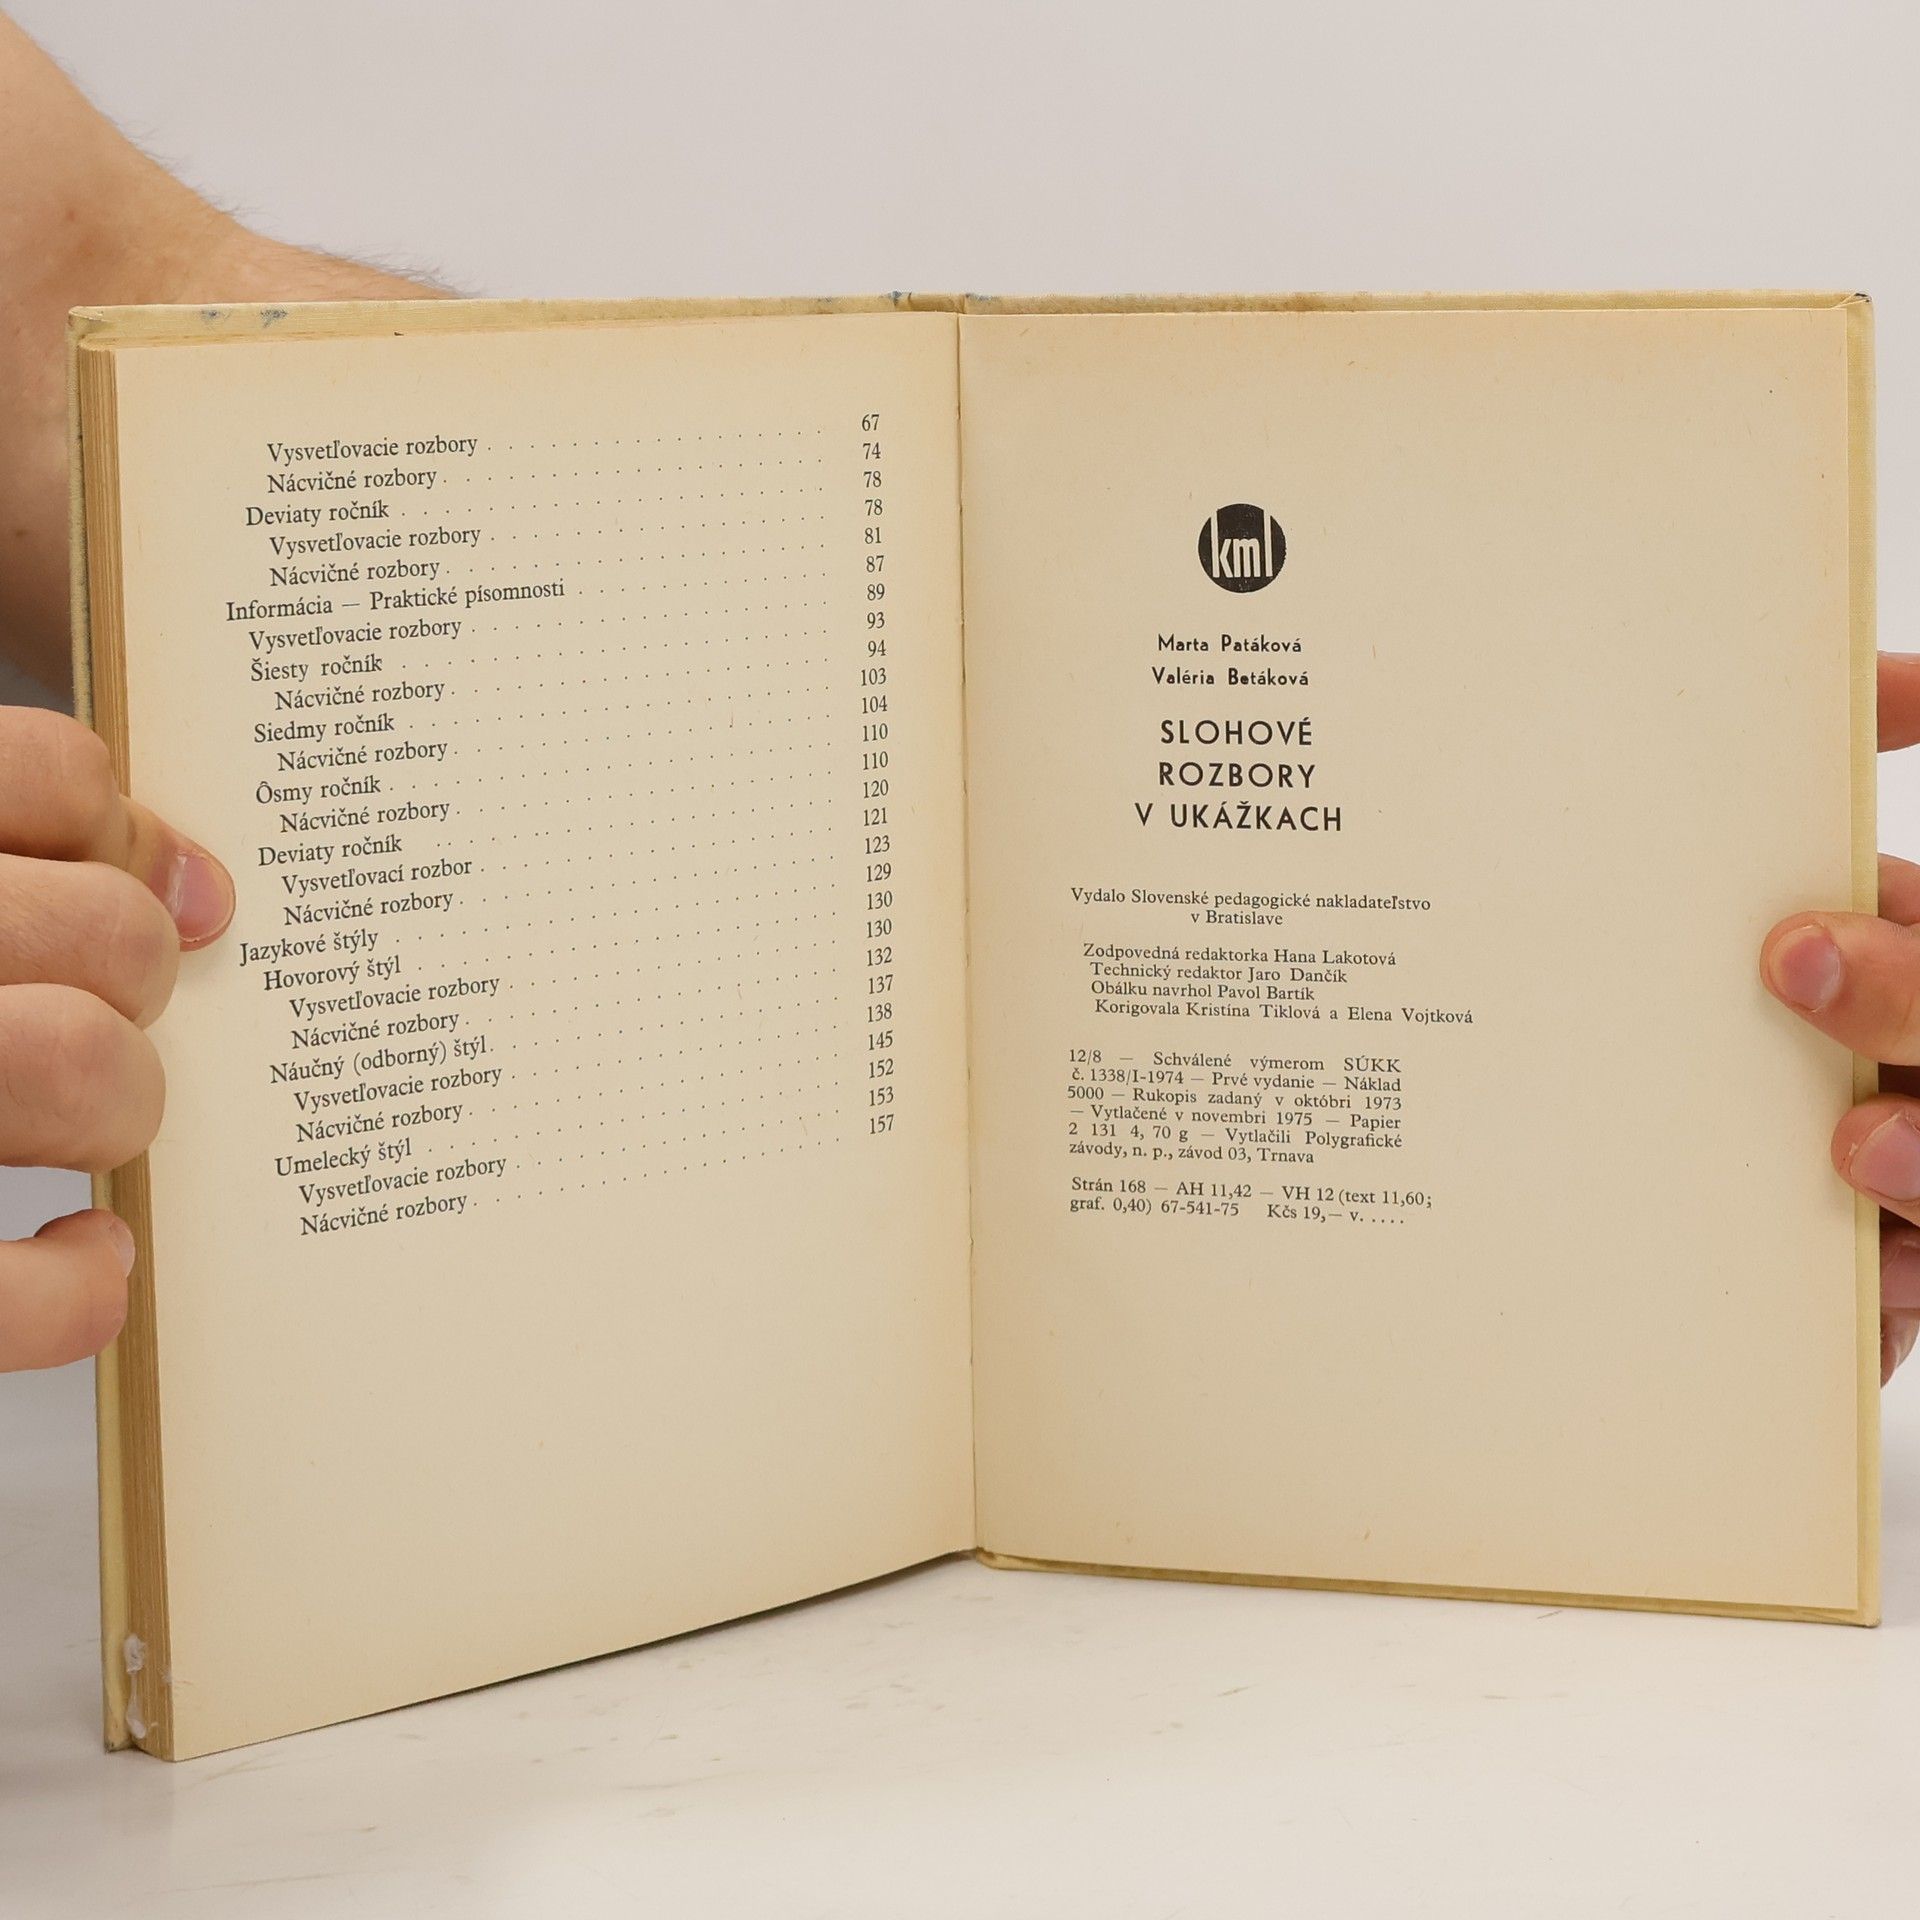 Vysvetľovacie rozbory . . . . . . . . . . . . . . . . . 67
Nácvičné rozbory . . . . . . . . . . . . . . . . . . . 74
Deviaty ročník . . . . . . . . . . . . . . . . . . . . . 78
Vysvetľovacie rozbory . . . . . . . . . . . . . . . . . 78
Nácvičné rozbory . . . . . . . . . . . . . . . . . . . 81
Informácia — Praktické písomnosti . . . . . . . . . . . . . 87
Vysvetľovacie rozbory . . . . . . . . . . . . . . . . . . 89
Šiesty ročník . . . . . . . . . . . . . . . . . . . . . 93
Nácvičné rozbory . . . . . . . . . . . . . . . . . . . 94
Siedmy ročník . . . . . . . . . . . . . . . . . . . . . 103
Nácvičné rozbory . . . . . . . . . . . . . . . . . . . 104
Ôsmy ročník . . . . . . . . . . . . . . . . . . . . . . 110
Nácvičné rozbory . . . . . . . . . . . . . . . . . . . 110
Deviaty ročník . . . . . . . . . . . . . . . . . . . . 120
Vysvetľovací rozbor . . . . . . . . . . . . . . . . . . 121
Nácvičné rozbory . . . . . . . . . . . . . . . . . . . 123
Jazykové štýly . . . . . . . . . . . . . . . . . . . . . 129
Hovorový štýl . . . . . . . . . . . . . . . . . . . . . 130
Vysvetľovacie rozbory . . . . . . . . . . . . . . . . . 130
Nácvičné rozbory . . . . . . . . . . . . . . . . . . . 132
Náučný (odborný) štýl . . . . . . . . . . . . . . . . . . 137
Vysvetľovacie rozbory . . . . . . . . . . . . . . . . . 138
Nácvičné rozbory . . . . . . . . . . . . . . . . . . . 145
Umelecký štýl . . . . . . . . . . . . . . . . . . . . . 152
Vysvetľovacie rozbory . . . . . . . . . . . . . . . . . 153
Nácvičné rozbory . . . . . . . . . . . . . . . . . . . 157
kml
Marta Patáková
Valéria Betáková
SLOHOVÉ
ROZBORY
V UKÁŽKACH
Vydalo Slovenské pedagogické nakladateľstvo
v Bratislave
Zodpovedná redaktorka Hana Lakotová
Technický redaktor Jaro Dančík
Obálku navrhol Pavol Bartík
Korigovala Kristína Tiklová a Elena Vojtková
12/8 — Schválené výmerom SÚKK
č. 1338/I-1974 — Prvé vydanie — Náklad
5000 — Rukopis zadaný v októbri 1973
— Vytlačené v novembri 1975 — Papier
2 131 4, 70 g — Vytlačili Polygrafické
závody, n. p., závod 03, Trnava
Strán 168 — AH 11,42 — VH 12 (text 11,60;
graf. 0,40) 67-541-75 Kčs 19,— v. . . . .